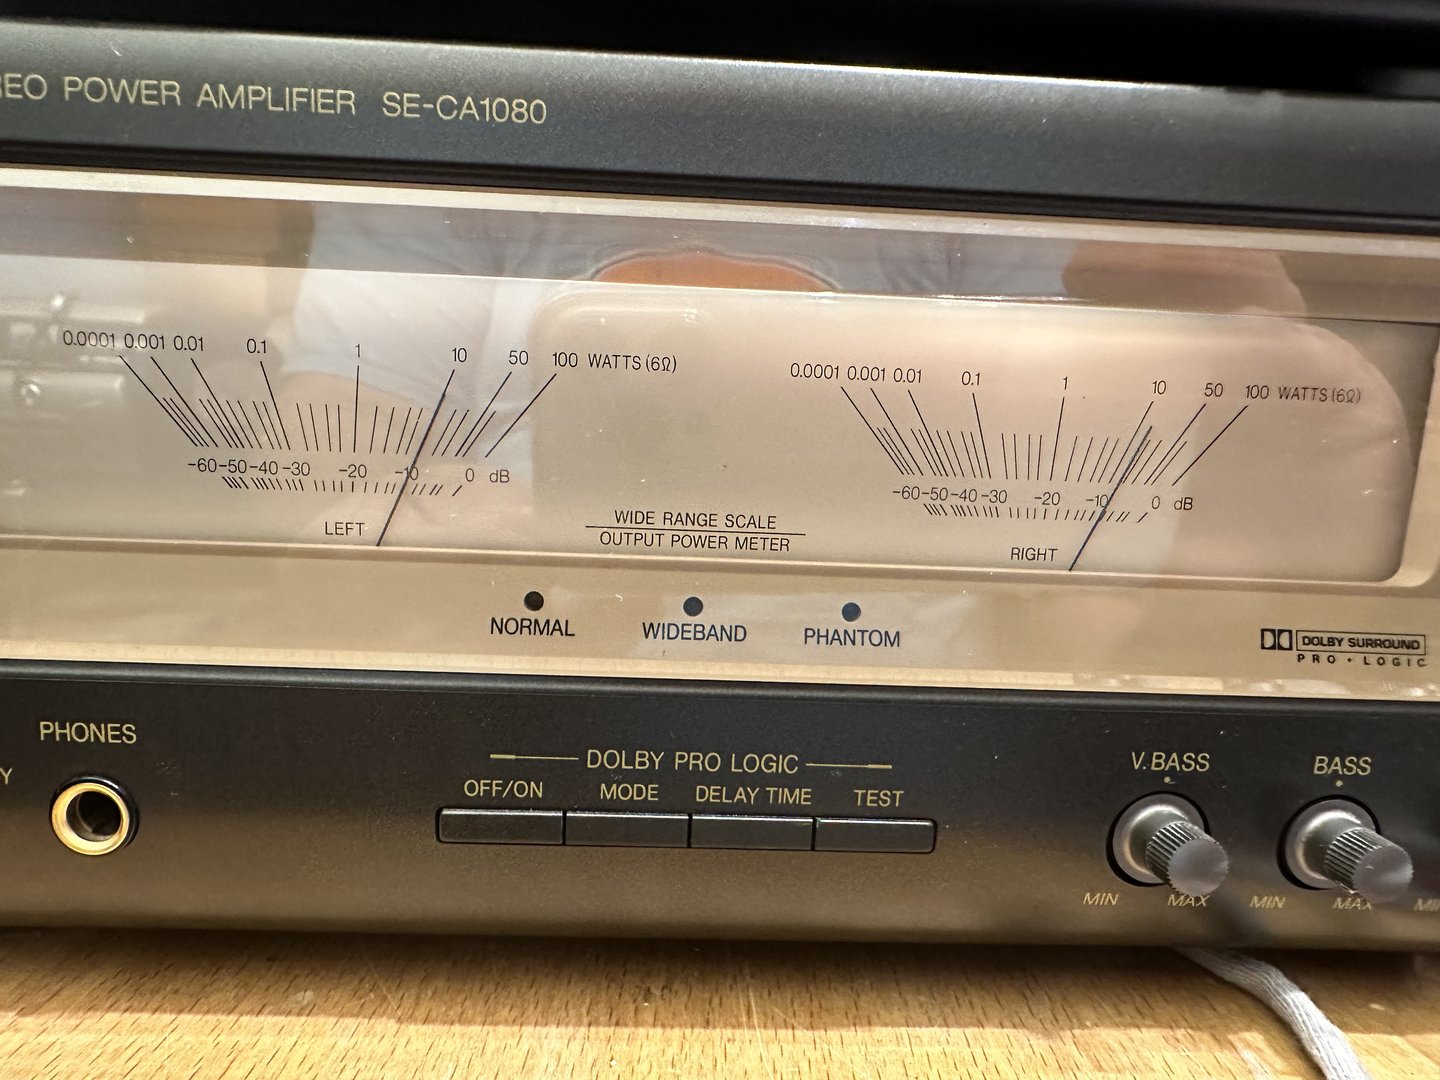 POWER AMPLIFIER SE-CA1080
0.0001 0.001 0.01 0.1 1 10 50 100 WATTS (6Ω)
-60 -50 -40 -30 -20 -10 0 dB
LEFT
0.0001 0.001 0.01 0.1 1 10 50 100 WATTS (6Ω)
-60 -50 -40 -30 -20 -10 0 dB
RIGHT
WIDE RANGE SCALE
OUTPUT POWER METER
NORMAL WIDEBAND PHANTOM
DOLBY SURROUND
PRO • LOGIC
PHONES
DOLBY PRO LOGIC
OFF/ON MODE DELAY TIME TEST
V.BASS BASS
MIN MAX MIN MAX